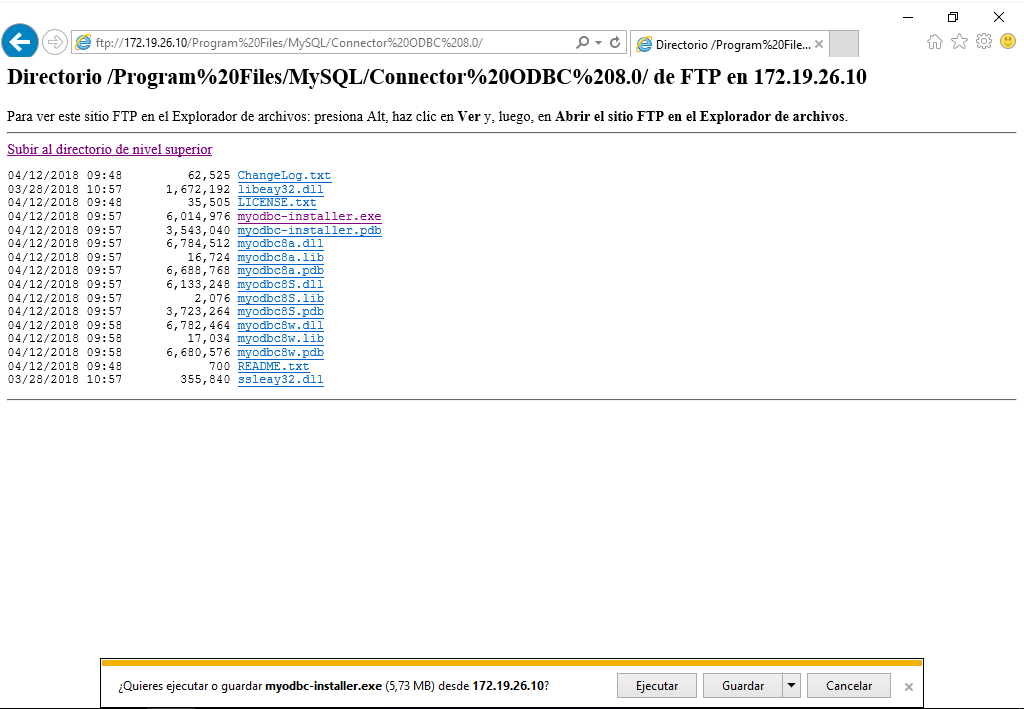 ftp://172.19.26.10/Program%20Files/MySQL/Connector%20ODBC%208.0/
Directorio /Program%20File...
Directorio /Program%20Files/MySQL/Connector%20ODBC%208.0/ de FTP en 172.19.26.10
Para ver este sitio FTP en el Explorador de archivos: presiona Alt, haz clic en Ver y, luego, en Abrir el sitio FTP en el Explorador de archivos.
Subir al directorio de nivel superior
04/12/2018 09:48 62,525 ChangeLog.txt
03/28/2018 10:57 1,672,192 libeay32.dll
04/12/2018 09:48 35,505 LICENSE.txt
04/12/2018 09:57 6,014,976 myodbc-installer.exe
04/12/2018 09:57 3,543,040 myodbc-installer.pdb
04/12/2018 09:57 6,784,512 myodbc8a.dll
04/12/2018 09:57 16,724 myodbc8a.lib
04/12/2018 09:57 6,688,768 myodbc8a.pdb
04/12/2018 09:57 6,133,248 myodbc8S.dll
04/12/2018 09:57 2,076 myodbc8S.lib
04/12/2018 09:57 3,723,264 myodbc8S.pdb
04/12/2018 09:58 6,782,464 myodbc8w.dll
04/12/2018 09:58 17,034 myodbc8w.lib
04/12/2018 09:58 6,680,576 myodbc8w.pdb
04/12/2018 09:48 700 README.txt
03/28/2018 10:57 355,840 ssleay32.dll
¿Quieres ejecutar o guardar myodbc-installer.exe (5,73 MB) desde 172.19.26.10?
Ejecutar
Guardar
Cancelar